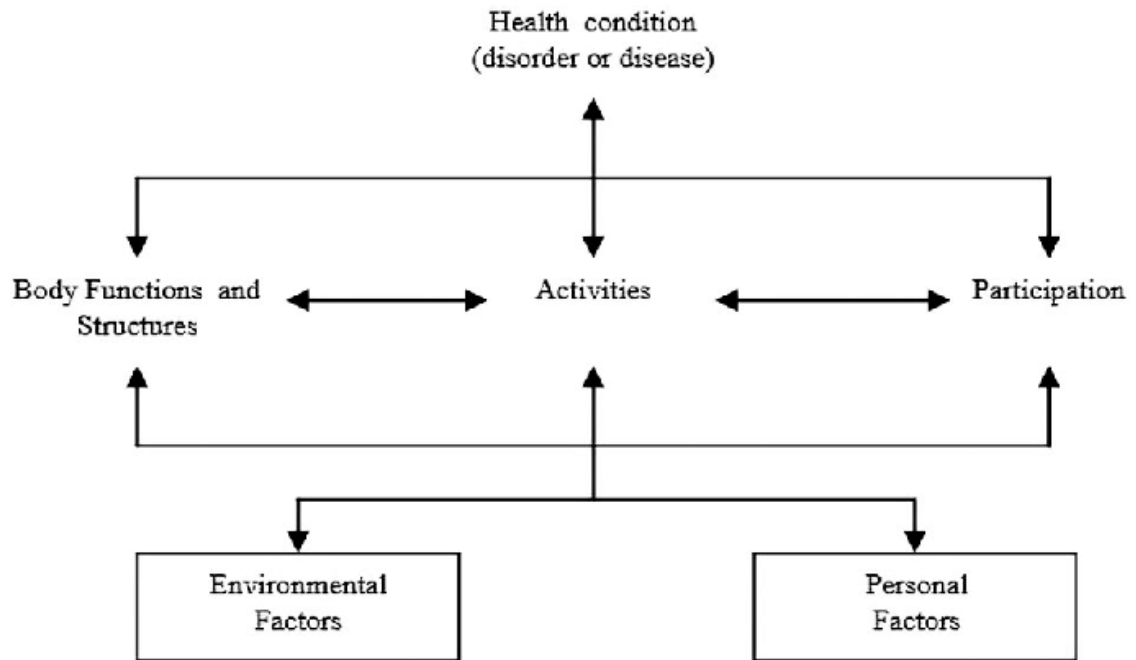 Health condition
(disorder or disease)
Body Functions and
Structures
Activities
Participation
Environmental
Factors
Personal
Factors